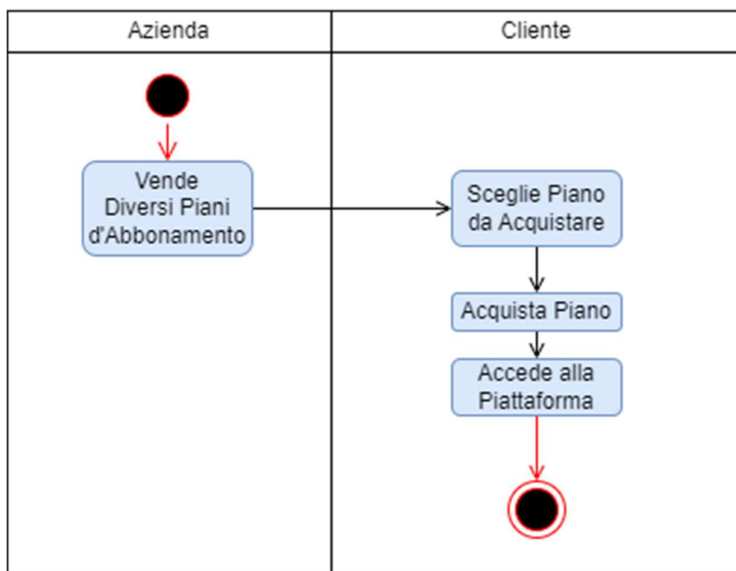 Azienda
Cliente
Vende
Diversi Piani
d'Abbonamento
Sceglie Piano
da Acquistare
Acquista Piano
Accede alla
Piattaforma